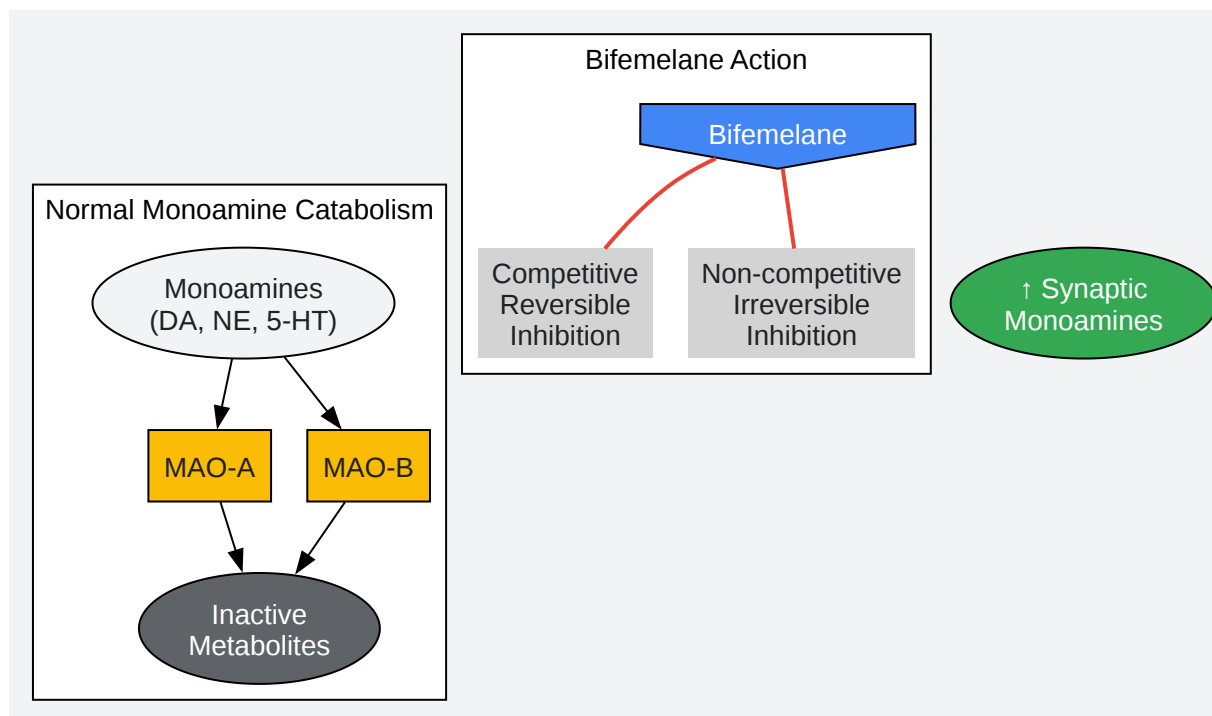 Bifemelane Action
Bifemelane
Competitive
Reversible
Inhibition
Non-competitive
Irreversible
Inhibition
Normal Monoamine Catabolism
Monoamines
(DA, NE, 5-HT)
MAO-A
MAO-B
Inactive
Metabolites
↑ Synaptic
Monoamines